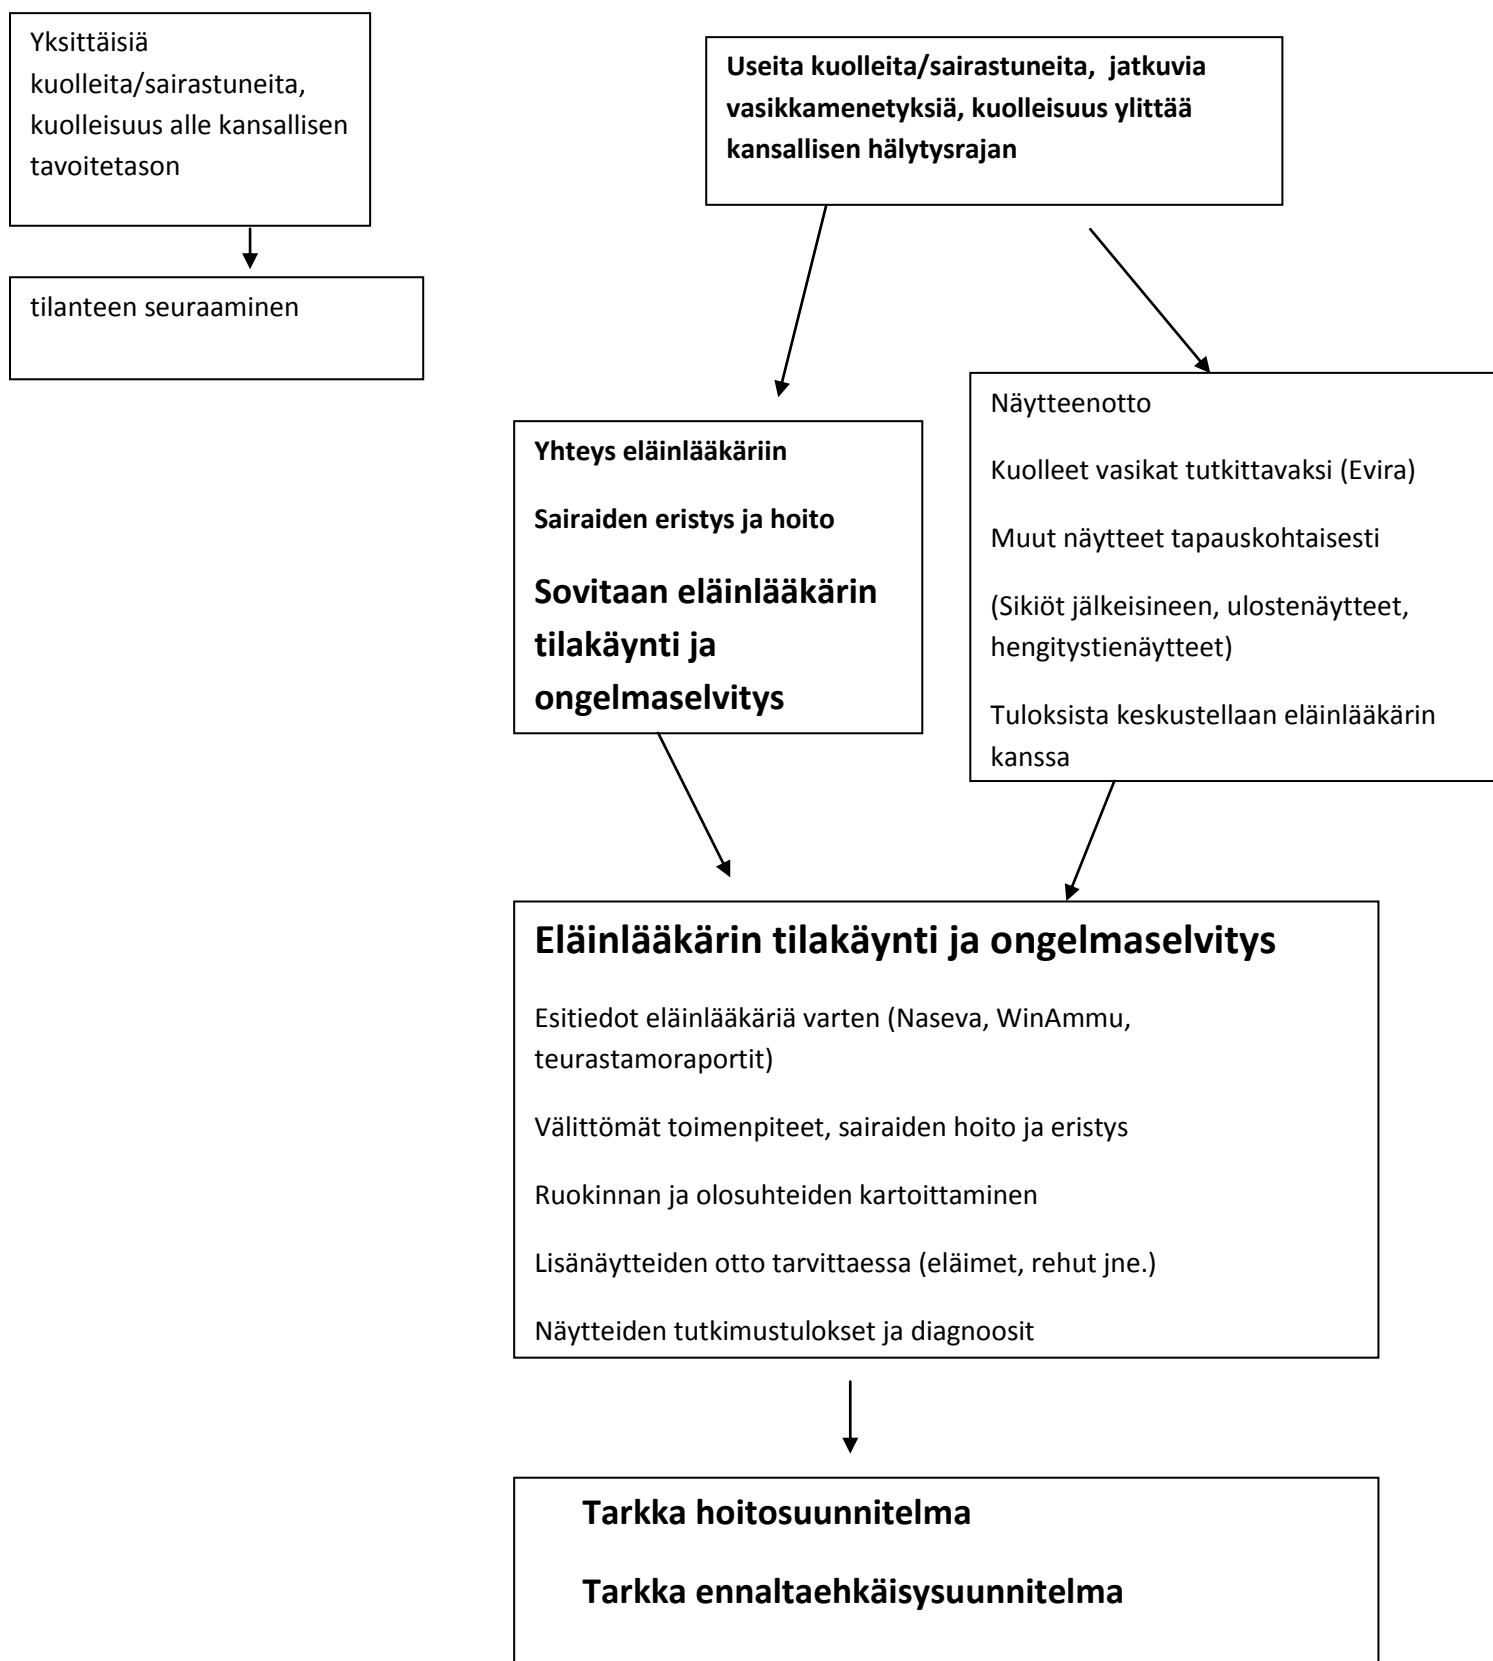 Yksittäisiä
kuolleita/sairastuneita,
kuolleisuus alle kansallisen
tavoitetason
tilanteen seuraaminen
Useita kuolleita/sairastuneita, jatkuvia
vasikkamenetyksiä, kuolleisuus ylittää
kansallisen hälytysrajan
Yhteys eläinlääkäriin
Sairaiden eristys ja hoito
Sovitaan eläinlääkärin
tilakäynti ja
ongelmaselvitys
Näytteenotto
Kuolleet vasikat tutkittavaksi (Evira)
Muut näytteet tapauskohtaisesti
(Sikiöt jälkeisineen, ulostenäytteet,
hengitystienäytteet)
Tuloksista keskustellaan eläinlääkärin
kanssa
Eläinlääkärin tilakäynti ja ongelmaselvitys
Esitiedot eläinlääkäriä varten (Naseva, WinAmmu,
teurastamoraportit)
Välittömät toimenpiteet, sairaiden hoito ja eristys
Ruokinnan ja olosuhteiden kartoittaminen
Lisänäytteiden otto tarvittaessa (eläimet, rehut jne.)
Näytteiden tutkimustulokset ja diagnoosit
Tarkka hoitosuunnitelma
Tarkka ennaltaehkäisysuunnitelma